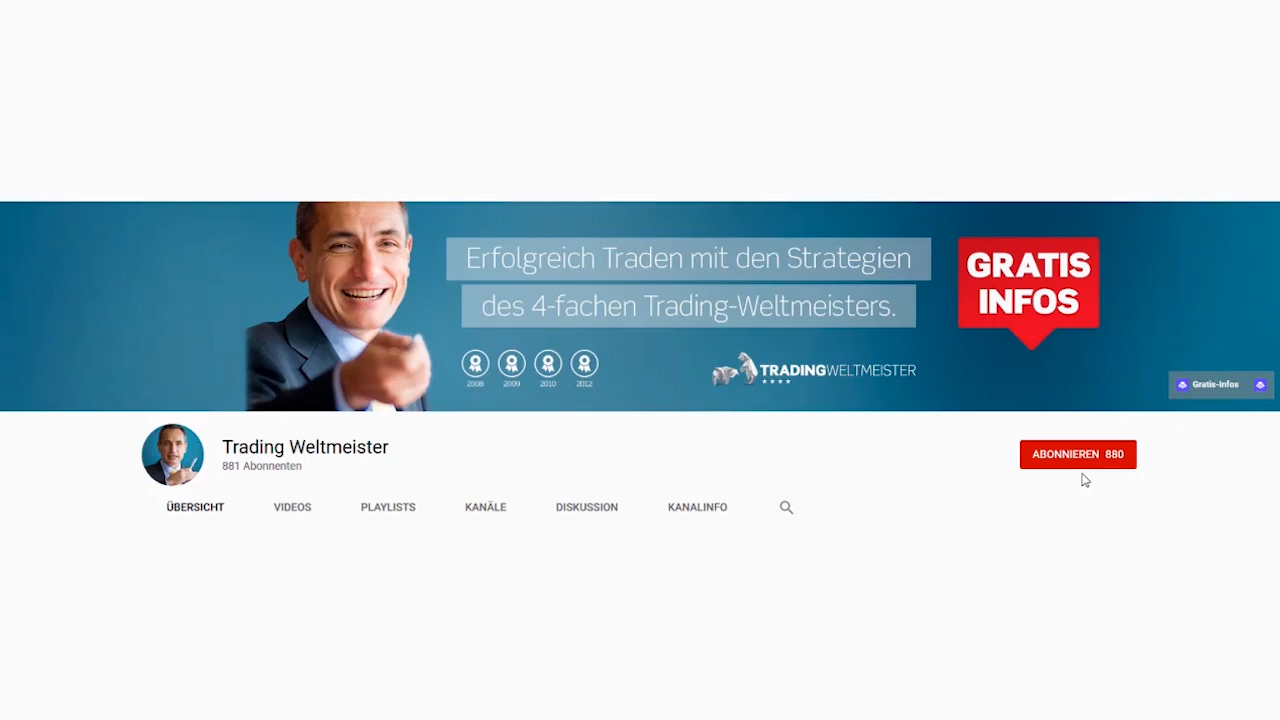 Erfolgreich Traden mit den Strategien
des 4-fachen Trading-Weltmeisters.
GRATIS
INFOS
2008 2009 2010 2012
TRADINGWELTMEISTER
Gratis-Infos
Trading Weltmeister
881 Abonnenten
ABONNIEREN 880
ÜBERSICHT VIDEOS PLAYLISTS KANÄLE DISKUSSION KANALINFO